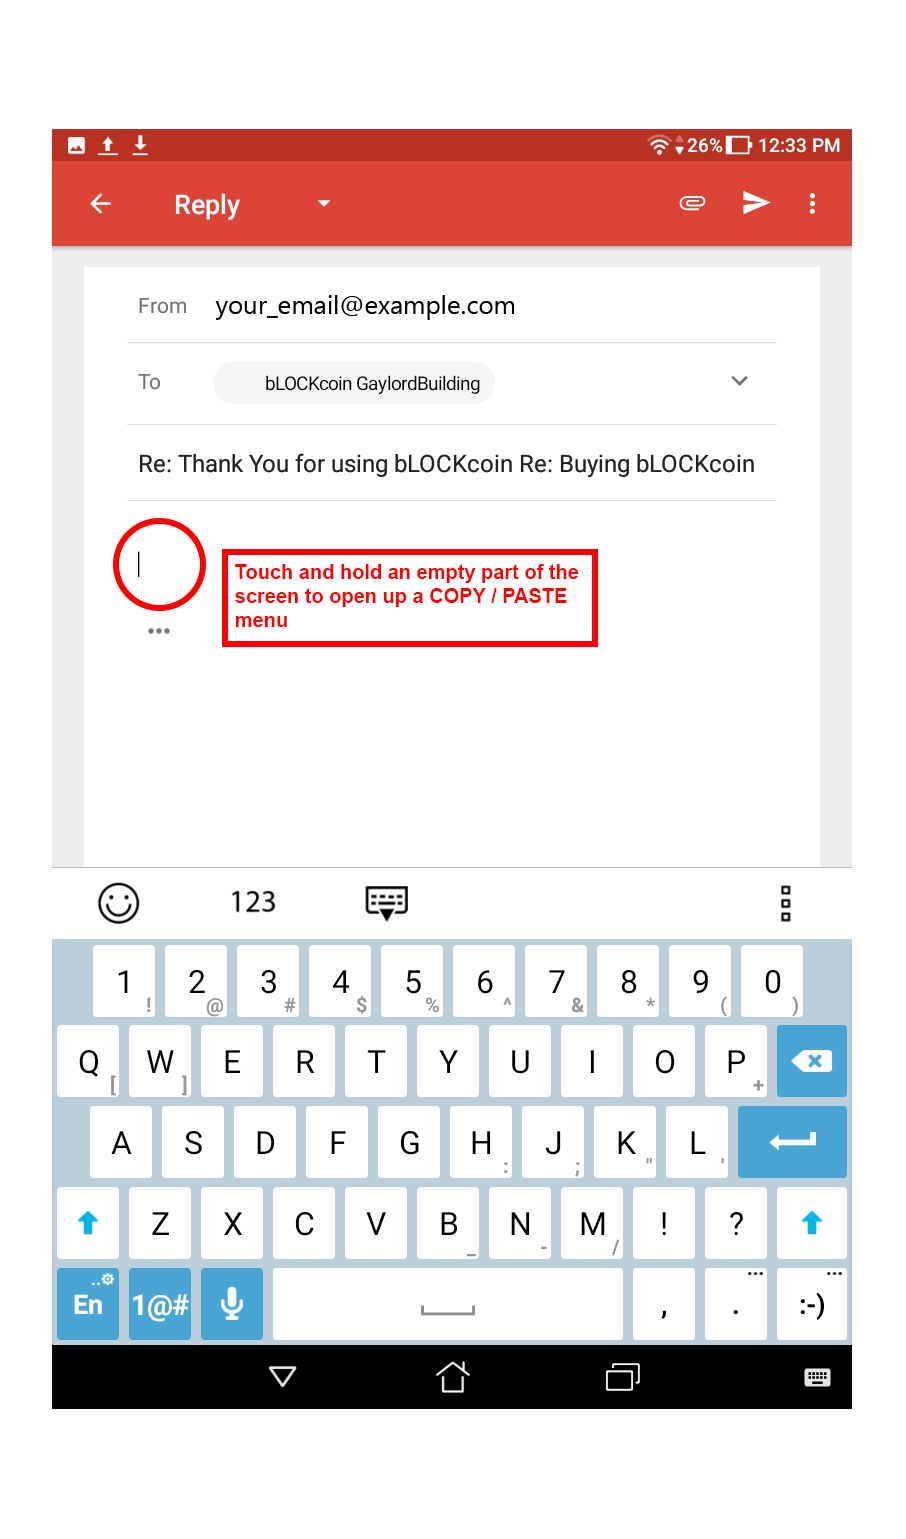 26% 12:33 PM
Reply
From your_email@example.com
To bLOCKcoin GaylordBuilding
Re: Thank You for using bLOCKcoin Re: Buying bLOCKcoin
Touch and hold an empty part of the
screen to open up a COPY / PASTE
menu
123
1 ! 2 @ 3 # 4 $ 5 % 6 ^ 7 & 8 * 9 ( 0 )
Q [ W ] E R T Y U I O P +
A S D F G H : J ; K " L '
Z X C V B _ N - M / ! ?
En 1@# , . :-)